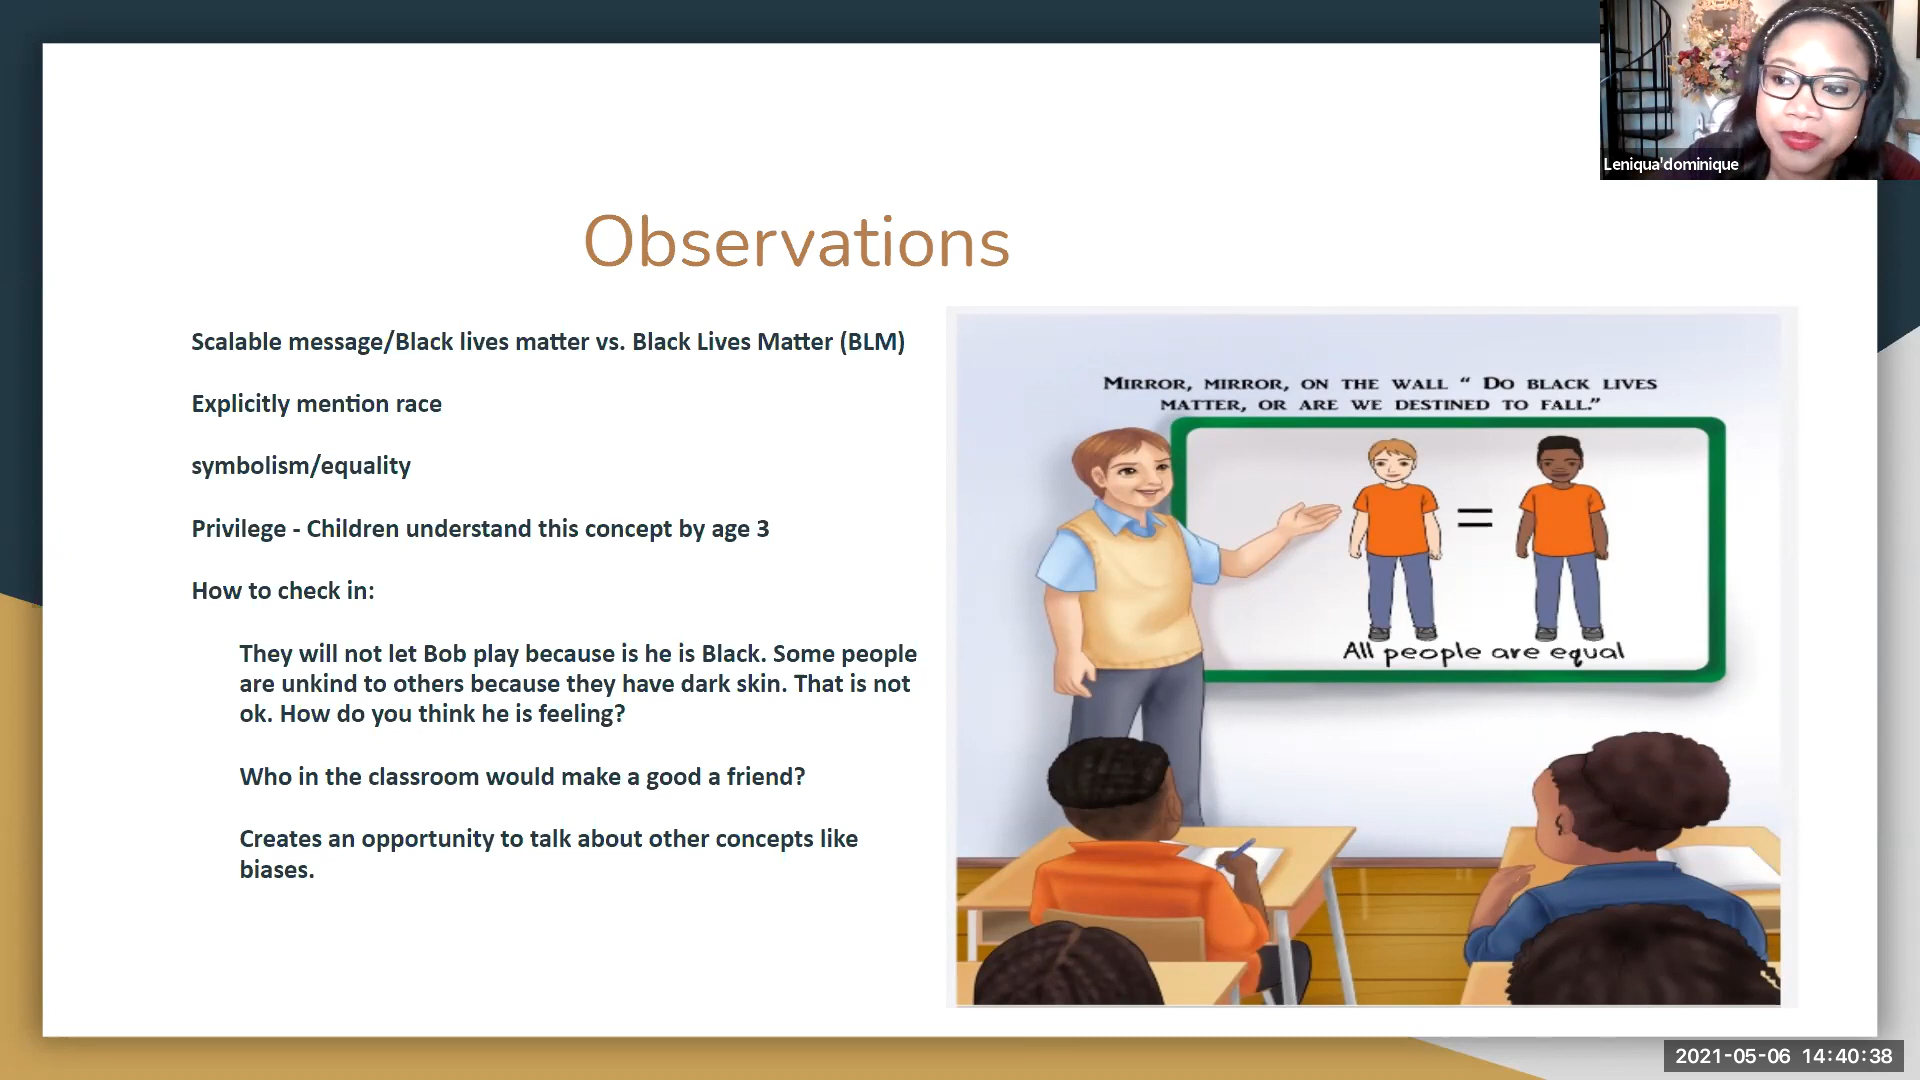 Leniqua'dominique
Observations
Scalable message/Black lives matter vs. Black Lives Matter (BLM)
Explicitly mention race
symbolism/equality
Privilege - Children understand this concept by age 3
How to check in:
They will not let Bob play because is he is Black. Some people
are unkind to others because they have dark skin. That is not
ok. How do you think he is feeling?
Who in the classroom would make a good a friend?
Creates an opportunity to talk about other concepts like
biases.
MIRROR, MIRROR, ON THE WALL “ DO BLACK LIVES
MATTER, OR ARE WE DESTINED TO FALL.”
=
All people are equal
2021-05-06 14:40:38